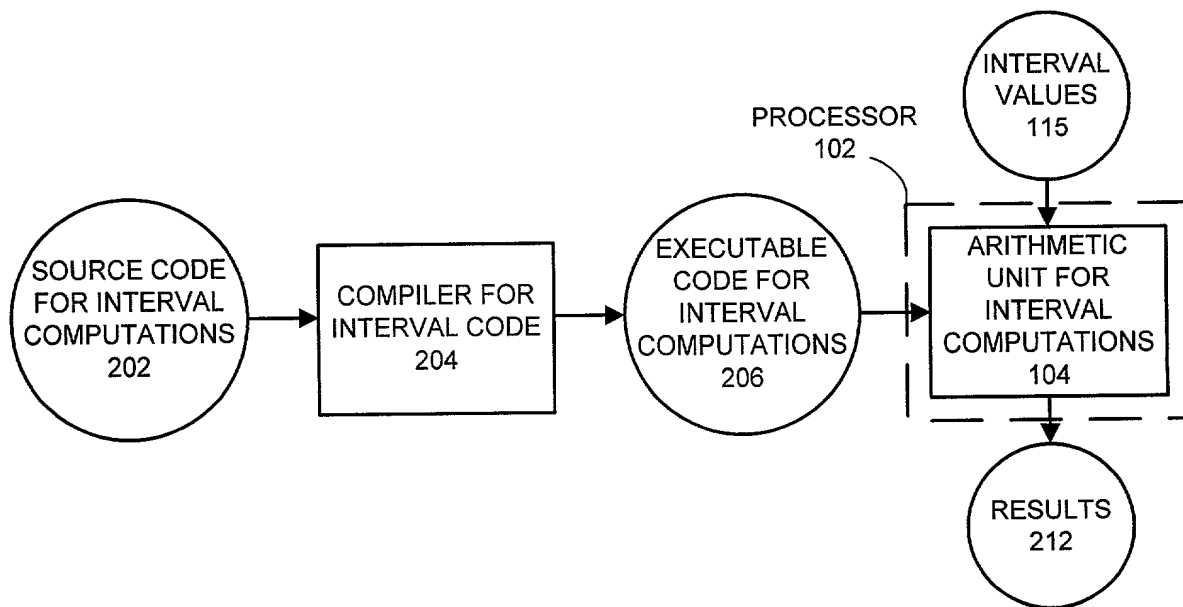 SOURCE CODE
FOR INTERVAL
COMPUTATIONS
202
COMPILER FOR
INTERVAL CODE
204
EXECUTABLE
CODE FOR
INTERVAL
COMPUTATIONS
206
PROCESSOR
102
INTERVAL
VALUES
115
ARITHMETIC
UNIT FOR
INTERVAL
COMPUTATIONS
104
RESULTS
212